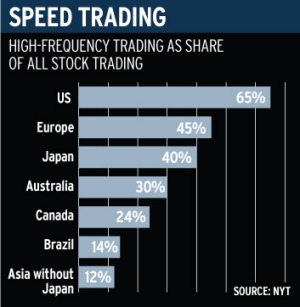 SPEED TRADING
HIGH-FREQUENCY TRADING AS SHARE
OF ALL STOCK TRADING
US 65%
Europe 45%
Japan 40%
Australia 30%
Canada 24%
Brazil 14%
Asia without
Japan 12%
SOURCE: NYT